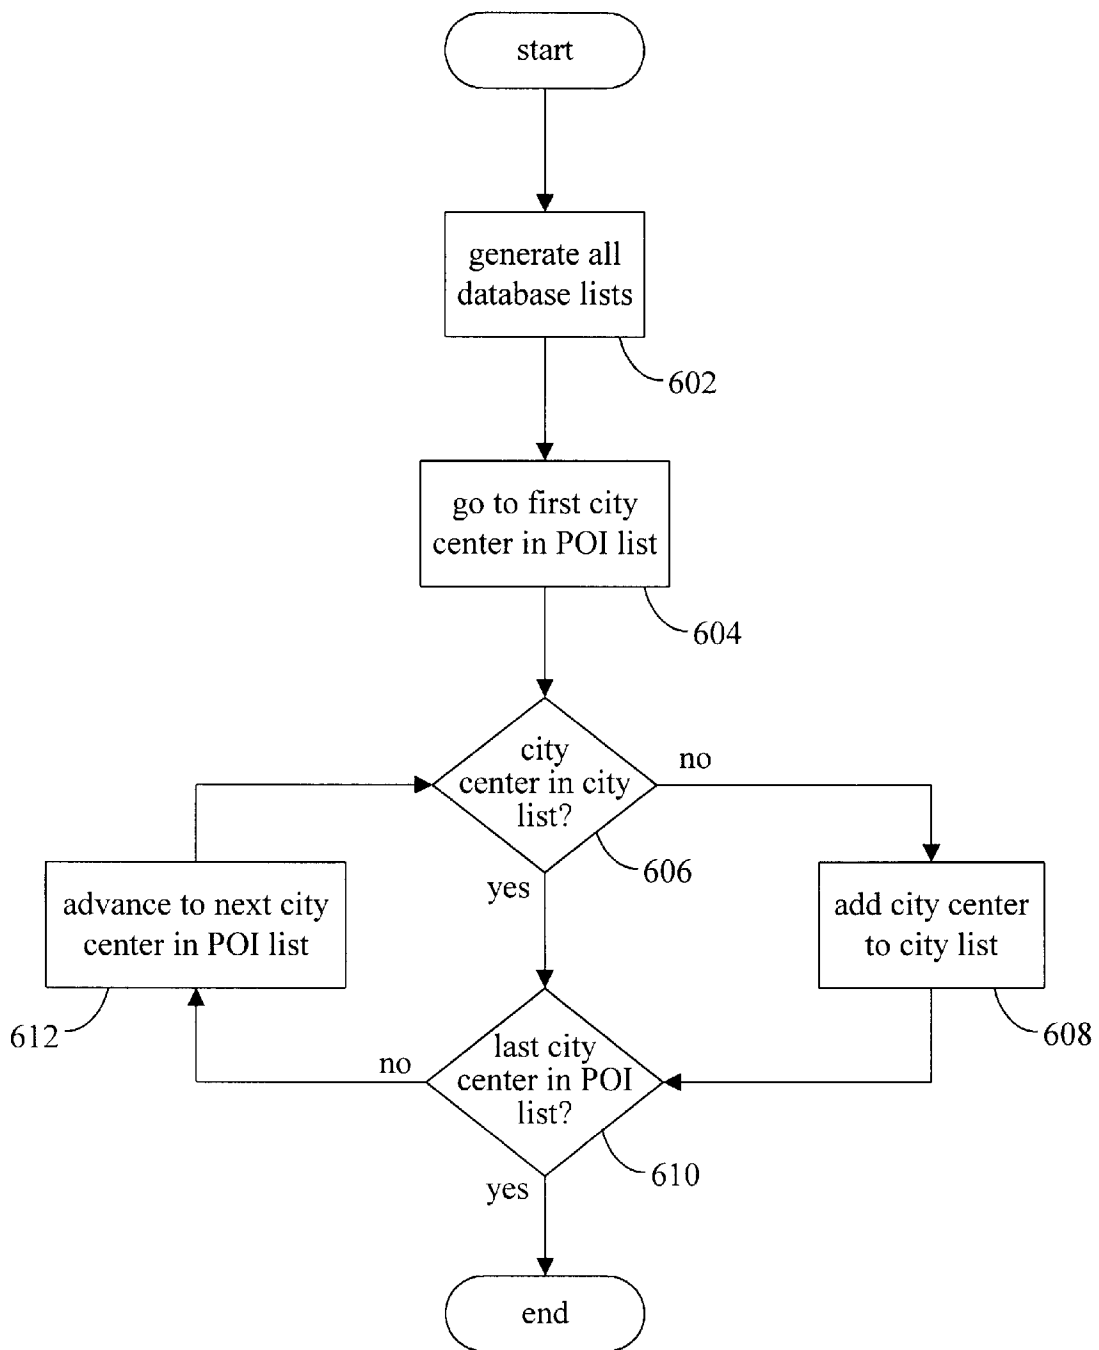 start
generate all
database lists
602
go to first city
center in POI list
604
city
center in city
list?
no
606
yes
advance to next city
center in POI list
612
add city center
to city list
608
last city
center in POI
list?
no
610
yes
end